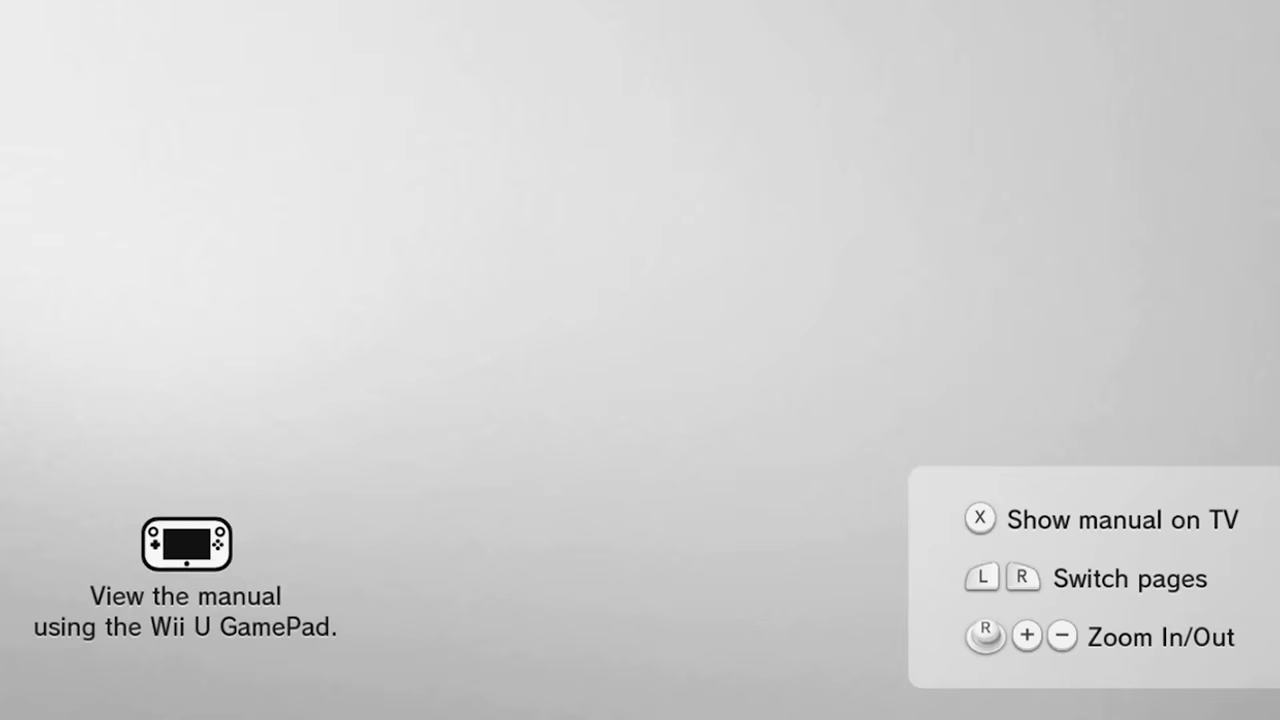 View the manual
using the Wii U GamePad.
X Show manual on TV
L R Switch pages
R + − Zoom In/Out